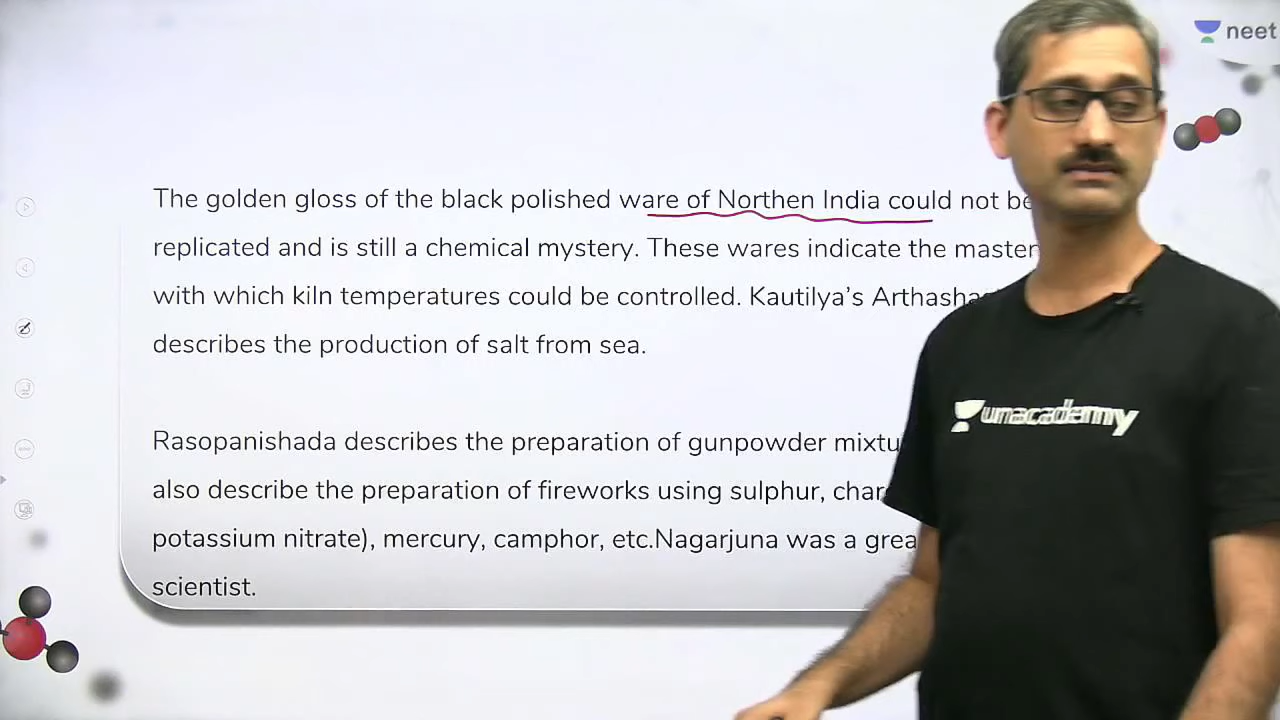 neet
The golden gloss of the black polished ware of Northen India could not be
replicated and is still a chemical mystery. These wares indicate the master
with which kiln temperatures could be controlled. Kautilya's Arthasha
describes the production of salt from sea.
Rasopanishada describes the preparation of gunpowder mixtu
also describe the preparation of fireworks using sulphur, char
potassium nitrate), mercury, camphor, etc.Nagarjuna was a grea
scientist.
unacademy